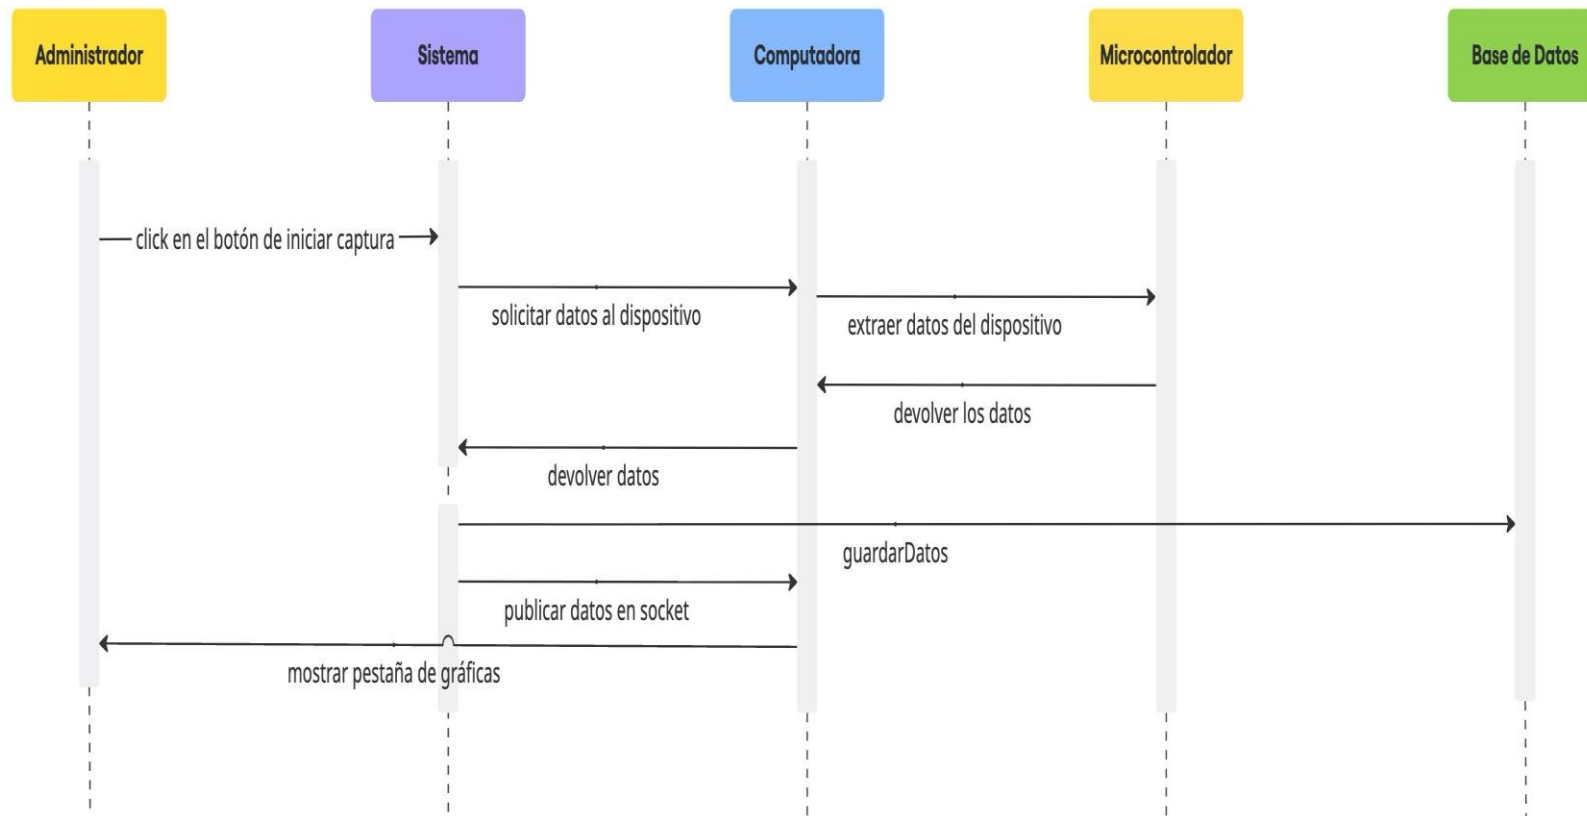 Administrador
Sistema
Computadora
Microcontrolador
Base de Datos
click en el botón de iniciar captura
solicitar datos al dispositivo
extraer datos del dispositivo
devolver los datos
devolver datos
guardarDatos
publicar datos en socket
mostrar pestaña de gráficas